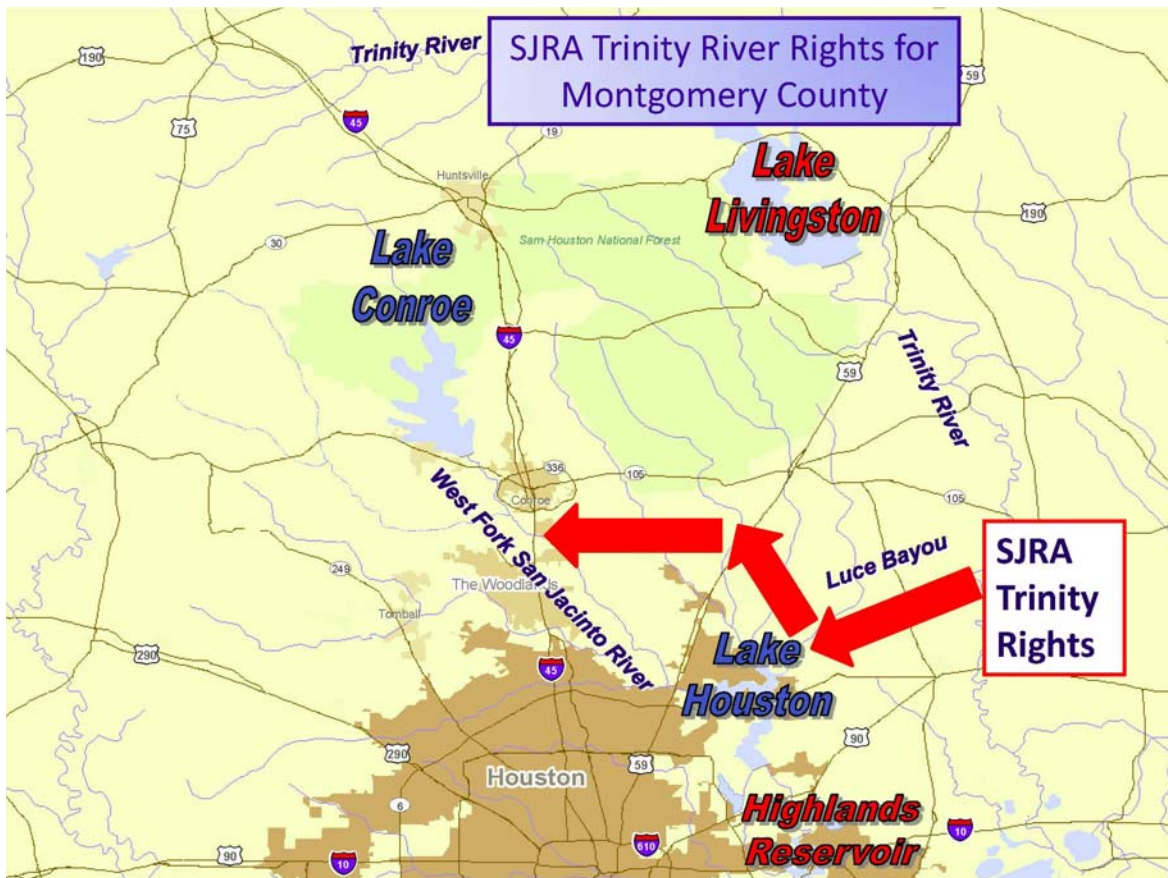 SJRA Trinity River Rights for
Montgomery County
Trinity River
190
59
45
75
19
Lake
Livingston
Huntsville
190
30
Sam Houston National Forest
Lake
Conroe
45
59
Trinity River
336
105
Conroe
105
West Fork San Jacinto River
SJRA
Trinity
Rights
Luce Bayou
249
The Woodlands
Tomball
290
45
Lake
Houston
90
290
59
Houston
6
Highlands
Reservoir
10
610
90
10